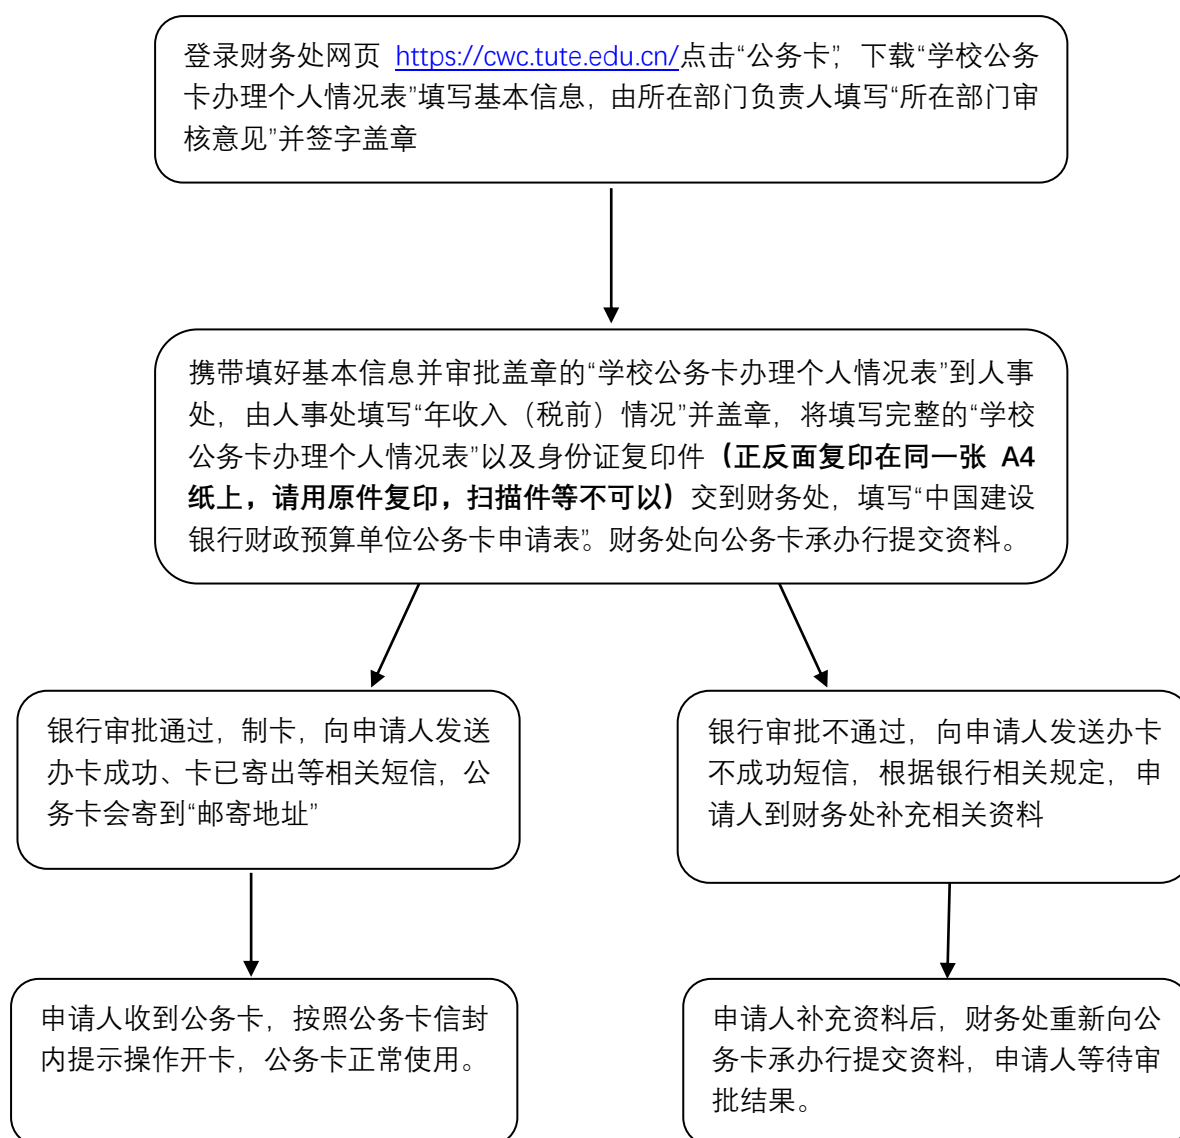 登录财务处网页 https://cwc.tute.edu.cn/点击“公务卡”，下载“学校公务
卡办理个人情况表”填写基本信息，由所在部门负责人填写“所在部门审
核意见”并签字盖章
携带填好基本信息并审批盖章的“学校公务卡办理个人情况表”到人事
处，由人事处填写“年收入（税前）情况”并盖章，将填写完整的“学校
公务卡办理个人情况表”以及身份证复印件（正反面复印在同一张 A4
纸上，请用原件复印，扫描件等不可以）交到财务处，填写“中国建设
银行财政预算单位公务卡申请表”。财务处向公务卡承办行提交资料。
银行审批通过，制卡，向申请人发送
办卡成功、卡已寄出等相关短信，公
务卡会寄到“邮寄地址”
银行审批不通过，向申请人发送办卡
不成功短信，根据银行相关规定，申
请人到财务处补充相关资料
申请人收到公务卡，按照公务卡信封
内提示操作开卡，公务卡正常使用。
申请人补充资料后，财务处重新向公
务卡承办行提交资料，申请人等待审
批结果。